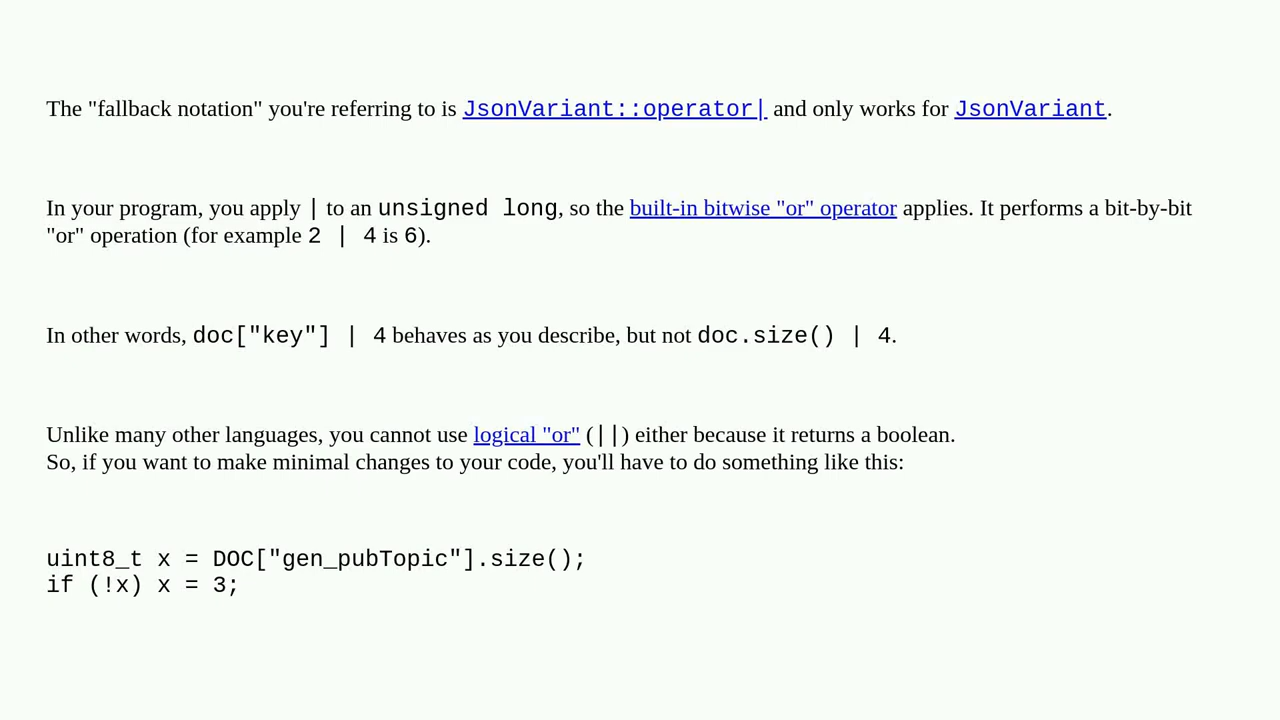 The "fallback notation" you're referring to is JsonVariant::operator| and only works for JsonVariant.
In your program, you apply | to an unsigned long, so the built-in bitwise "or" operator applies. It performs a bit-by-bit
"or" operation (for example 2 | 4 is 6).
In other words, doc["key"] | 4 behaves as you describe, but not doc.size() | 4.
Unlike many other languages, you cannot use logical "or" (||) either because it returns a boolean.
So, if you want to make minimal changes to your code, you'll have to do something like this:
uint8_t x = DOC["gen_pubTopic"].size();
if (!x) x = 3;